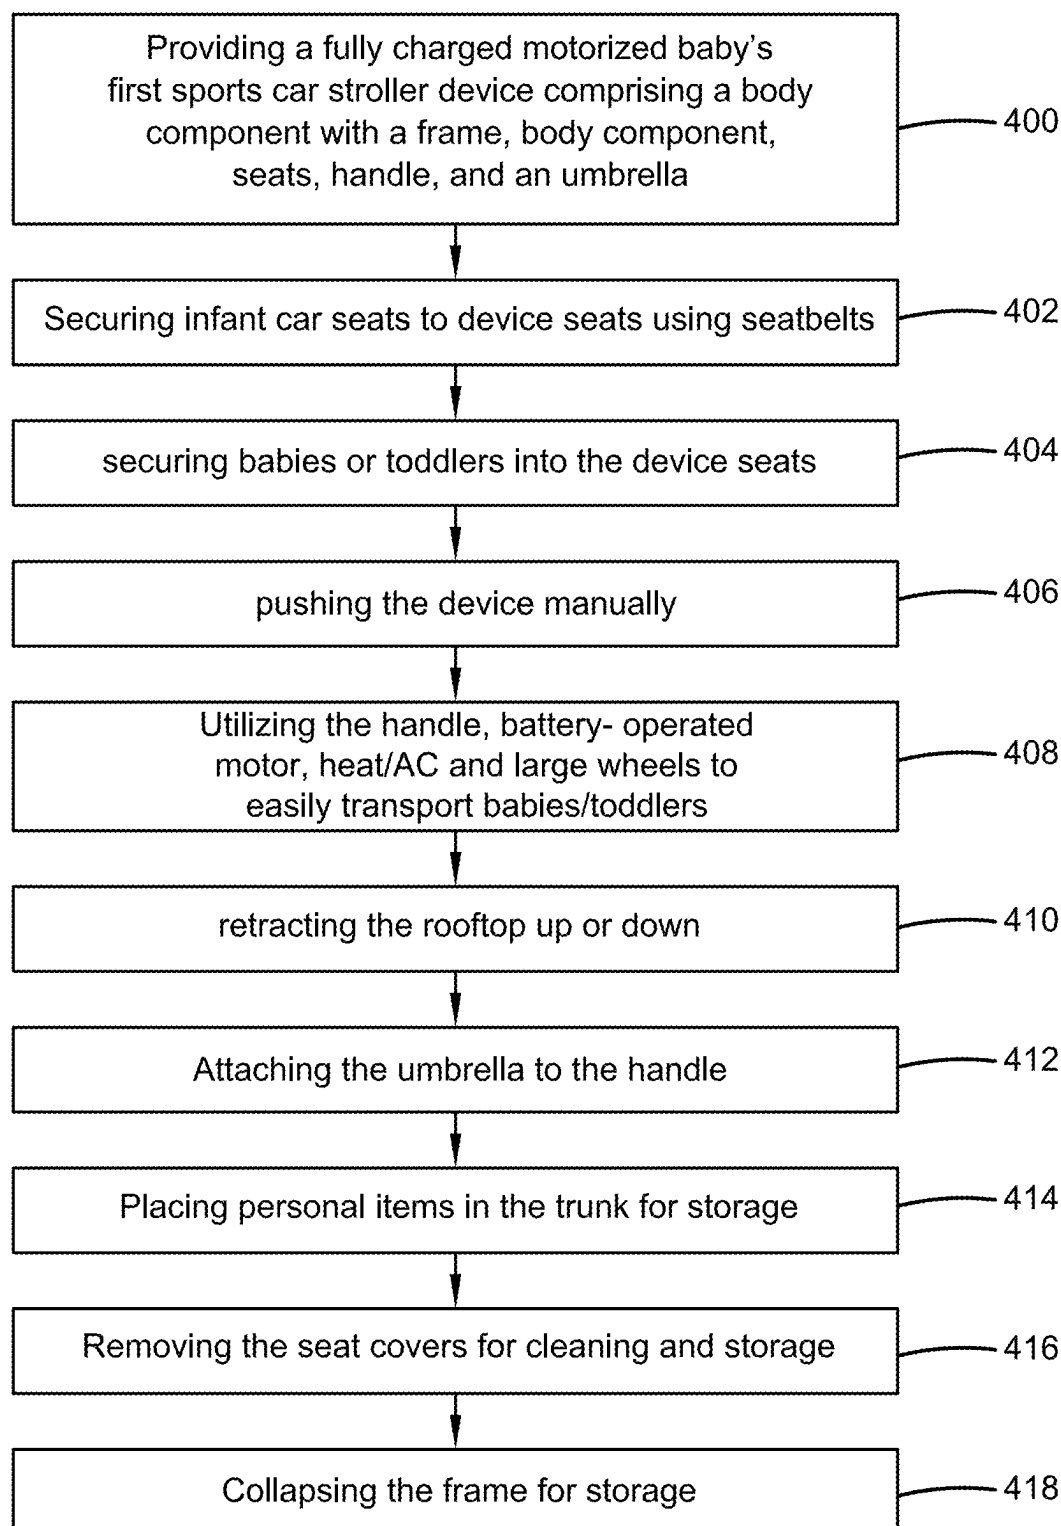 Providing a fully charged motorized baby’s
first sports car stroller device comprising a body
component with a frame, body component,
seats, handle, and an umbrella
400
Securing infant car seats to device seats using seatbelts
402
securing babies or toddlers into the device seats
404
pushing the device manually
406
Utilizing the handle, battery- operated
motor, heat/AC and large wheels to
easily transport babies/toddlers
408
retracting the rooftop up or down
410
Attaching the umbrella to the handle
412
Placing personal items in the trunk for storage
414
Removing the seat covers for cleaning and storage
416
Collapsing the frame for storage
418